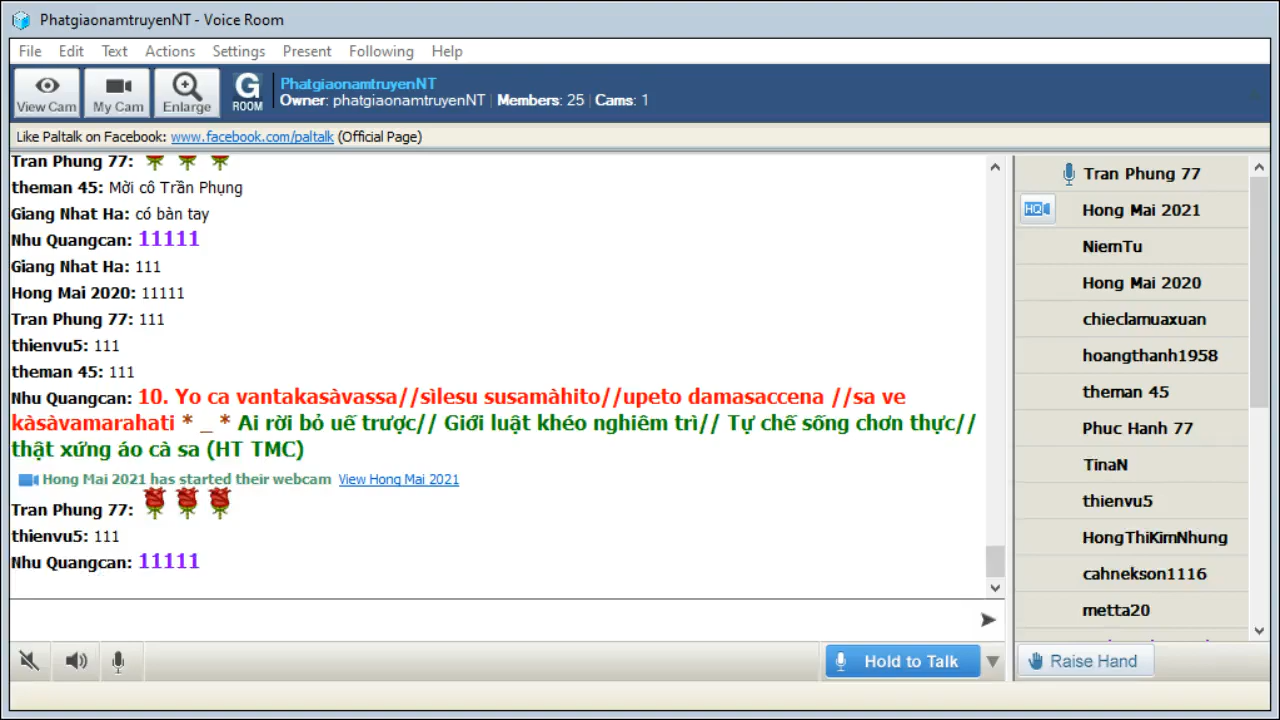 PhatgiaonamtruyenNT - Voice Room
File Edit Text Actions Settings Present Following Help
View Cam My Cam Enlarge G ROOM
PhatgiaonamtruyenNT
Owner: phatgiaonamtruyenNT | Members: 25 | Cams: 1
Like Paltalk on Facebook: www.facebook.com/paltalk (Official Page)
Tran Phung 77:
theman 45: Mời cô Trần Phụng
Giang Nhat Ha: có bàn tay
Nhu Quangcan: 11111
Giang Nhat Ha: 111
Hong Mai 2020: 11111
Tran Phung 77: 111
thienvu5: 111
theman 45: 111
Nhu Quangcan: 10. Yo ca vantakasàvassa//sìlesu susamàhito//upeto damasaccena //sa ve
kàsàvamarahati * _ * Ai rời bỏ uế trược// Giới luật khéo nghiêm trì// Tự chế sống chơn thực//
thật xứng áo cà sa (HT TMC)
Hong Mai 2021 has started their webcam View Hong Mai 2021
Tran Phung 77:
thienvu5: 111
Nhu Quangcan: 11111
Hold to Talk
Tran Phung 77
HQ Hong Mai 2021
NiemTu
Hong Mai 2020
chieclamuaxuan
hoangthanh1958
theman 45
Phuc Hanh 77
TinaN
thienvu5
HongThiKimNhung
cahnekson1116
metta20
Raise Hand